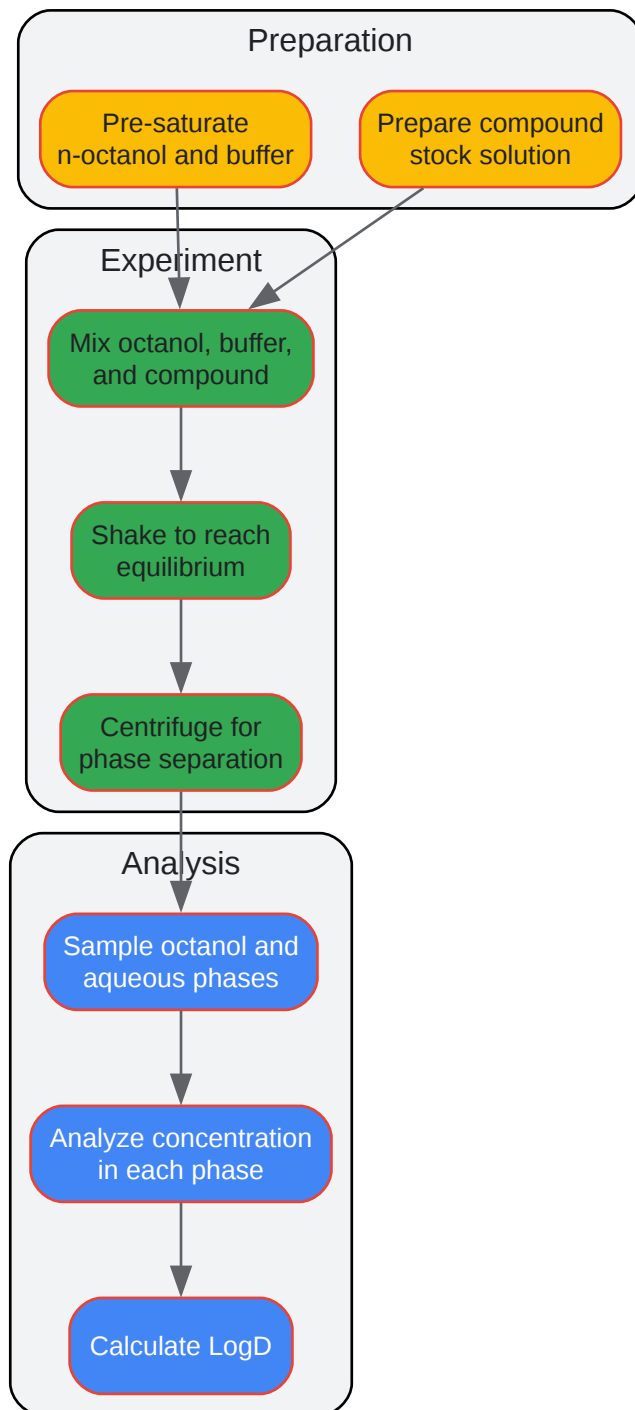 Preparation
Pre-saturate
n-octanol and buffer
Prepare compound
stock solution
Experiment
Mix octanol, buffer,
and compound
Shake to reach
equilibrium
Centrifuge for
phase separation
Analysis
Sample octanol and
aqueous phases
Analyze concentration
in each phase
Calculate LogD